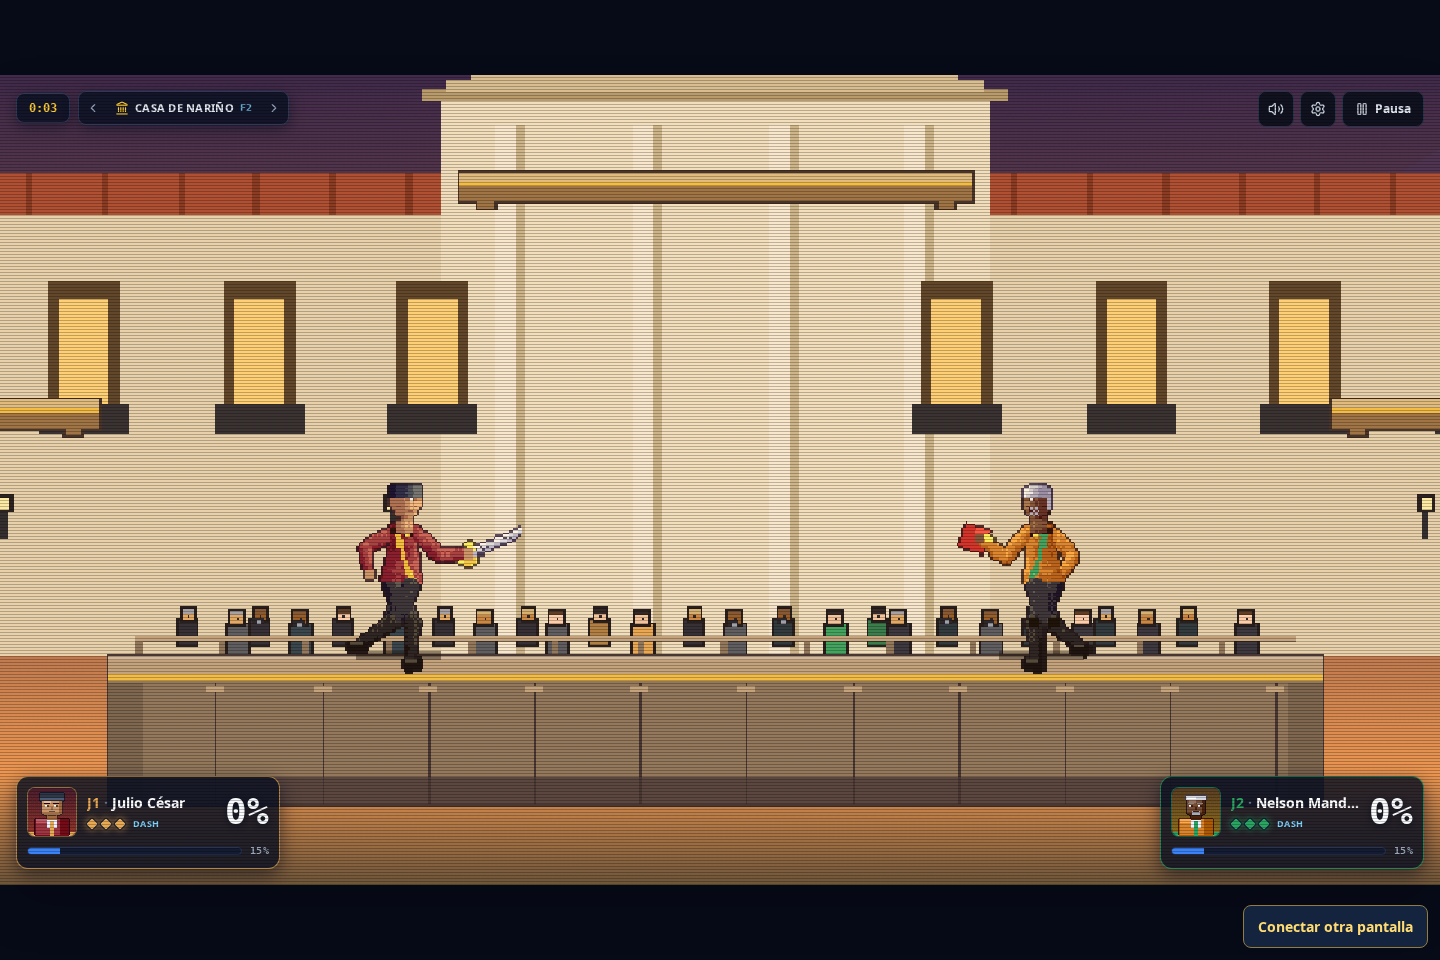 0:03
CASA DE NARIÑO F2
Pausa
J1 · Julio César
0%
DASH
15%
J2 · Nelson Mand...
0%
DASH
15%
Conectar otra pantalla